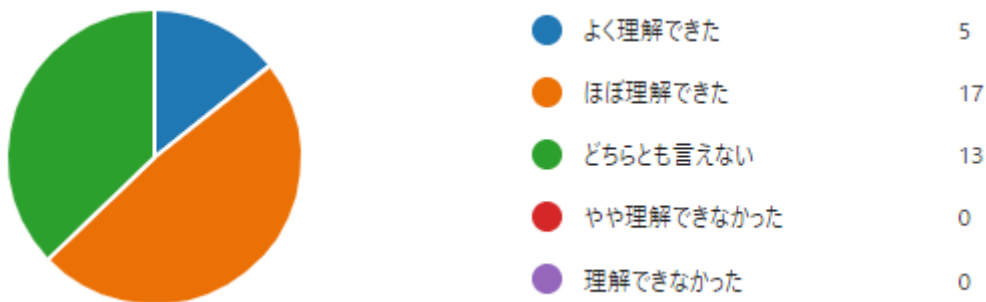 よく理解できた 5
ほぼ理解できた 17
どちらとも言えない 13
やや理解できなかった 0
理解できなかった 0